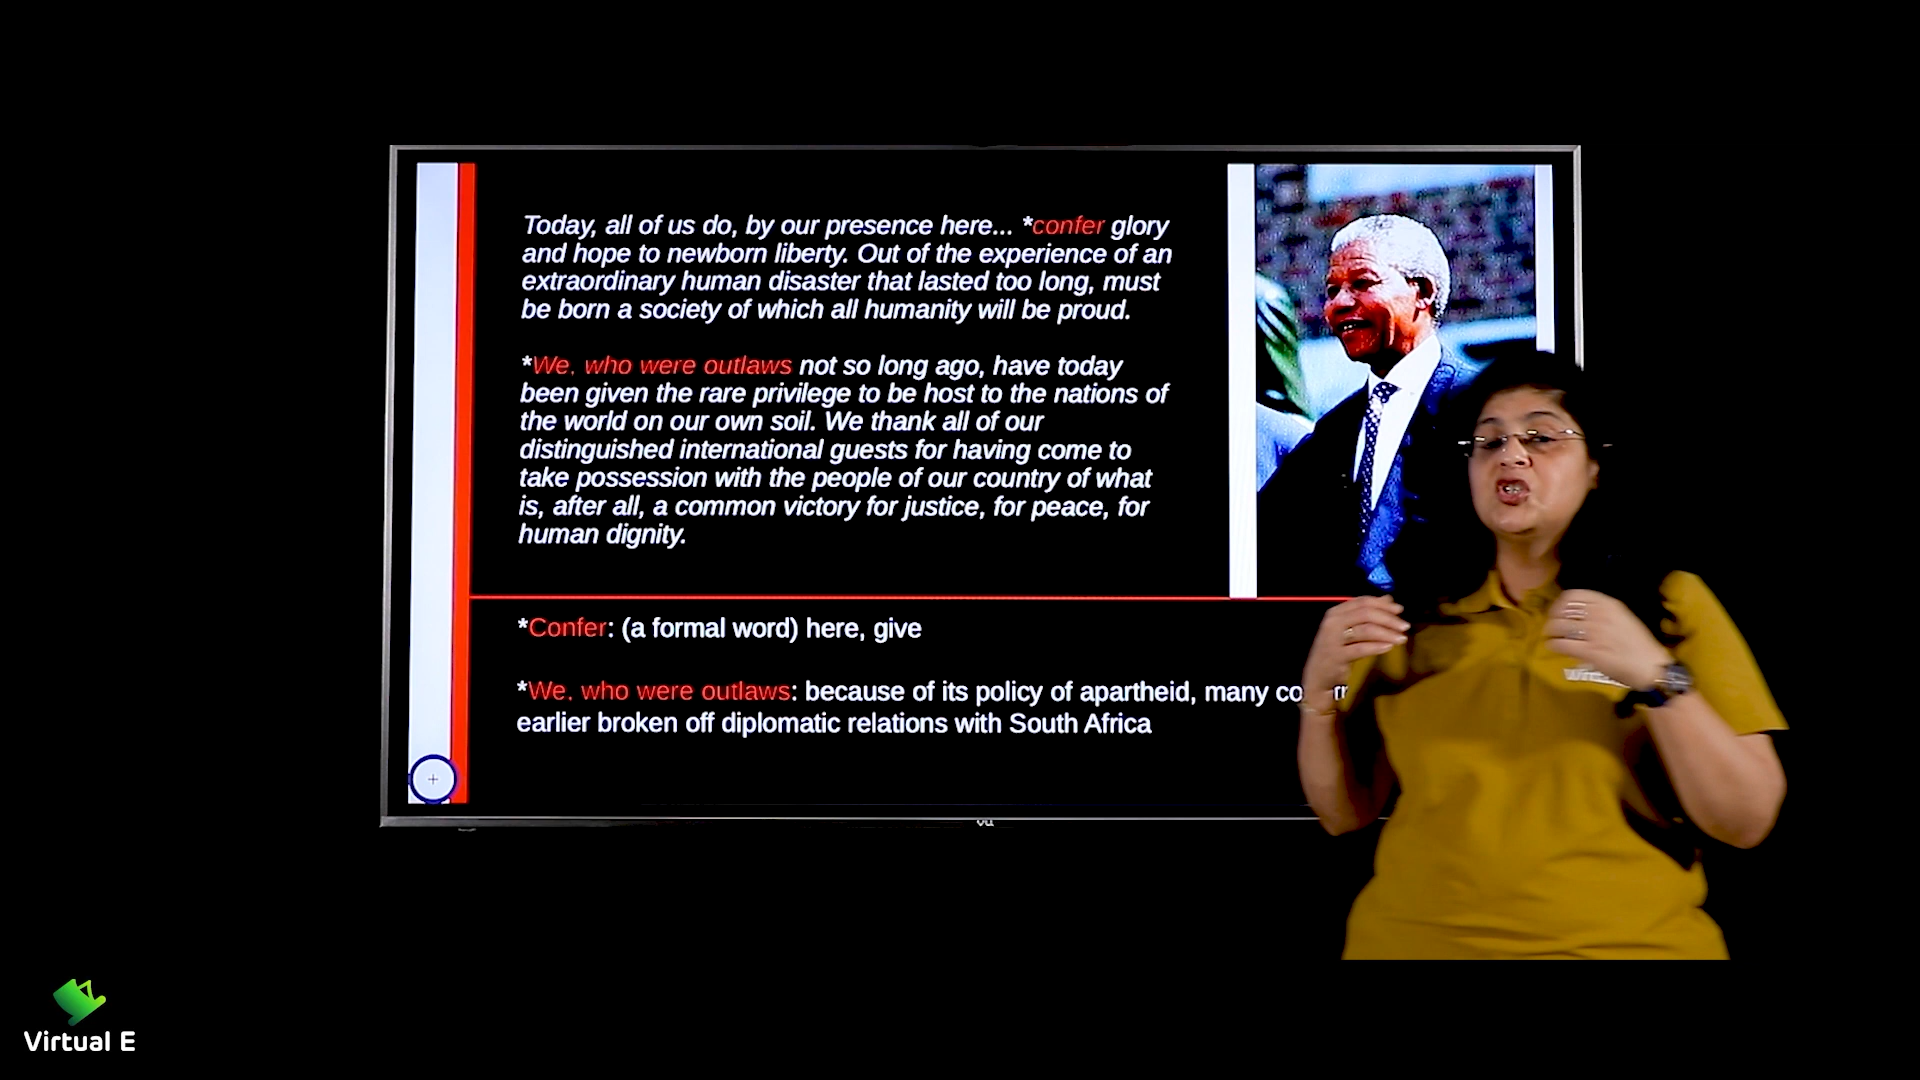 Today, all of us do, by our presence here... *confer glory
and hope to newborn liberty. Out of the experience of an
extraordinary human disaster that lasted too long, must
be born a society of which all humanity will be proud.
*We, who were outlaws not so long ago, have today
been given the rare privilege to be host to the nations of
the world on our own soil. We thank all of our
distinguished international guests for having come to
take possession with the people of our country of what
is, after all, a common victory for justice, for peace, for
human dignity.
*Confer: (a formal word) here, give
*We, who were outlaws: because of its policy of apartheid, many
earlier broken off diplomatic relations with South Africa
Virtual E